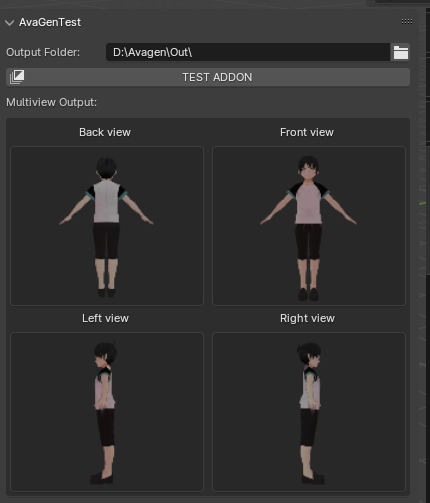 AvaGenTest
Output Folder: D:\Avagen\Out\
TEST ADDON
Multiview Output:
Back view Front view
Left view Right view